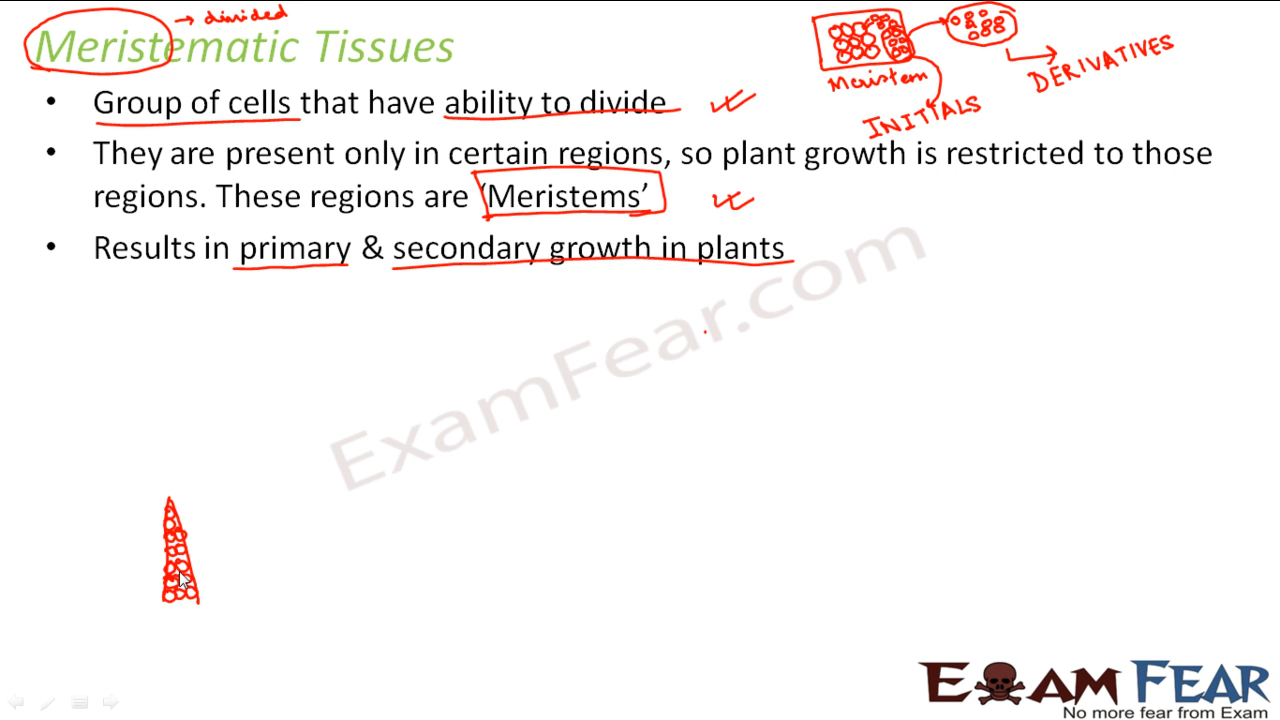 → divided
Meristematic Tissues
Meristem
INITIALS
DERIVATIVES
• Group of cells that have ability to divide
• They are present only in certain regions, so plant growth is restricted to those
regions. These regions are ‘Meristems’
• Results in primary & secondary growth in plants
ExamFear.com
EXAM FEAR
No more fear from Exam